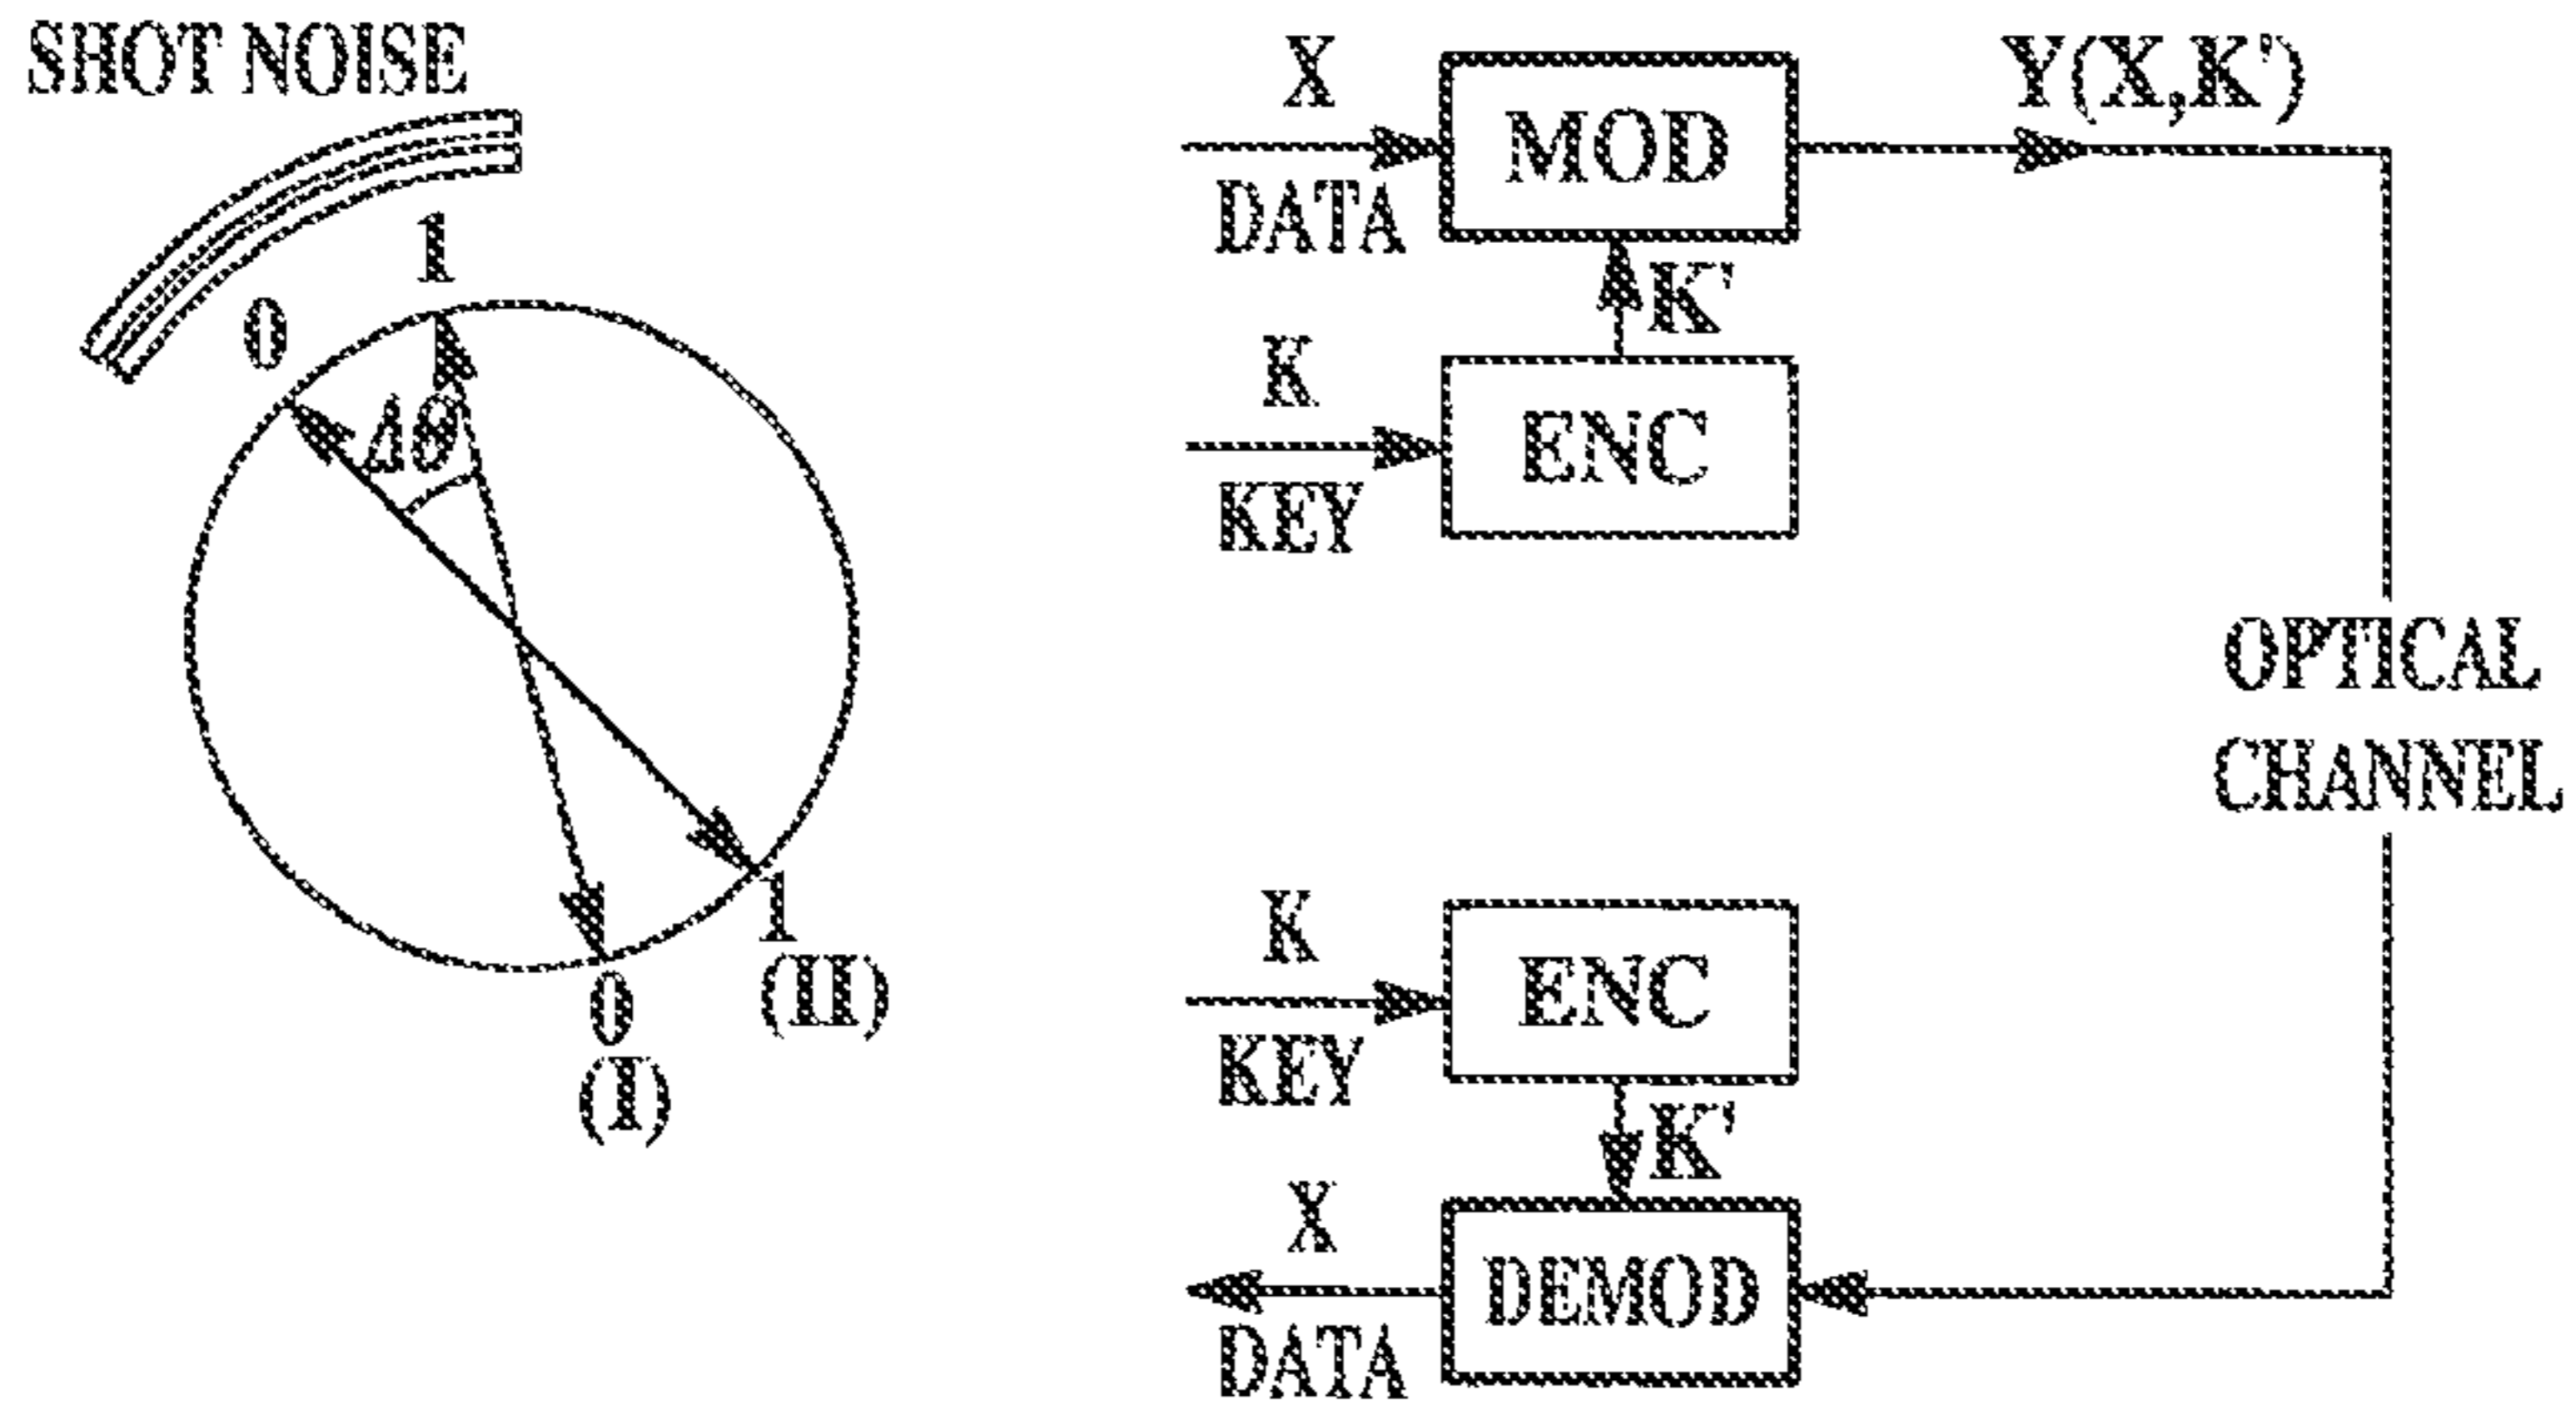 SHOT NOISE
1
0
Δθ
1
(II)
0
(I)
X
MOD
Y(X,K')
DATA
K'
K
ENC
KEY
OPTICAL
CHANNEL
K
ENC
KEY
K'
X
DEMOD
DATA